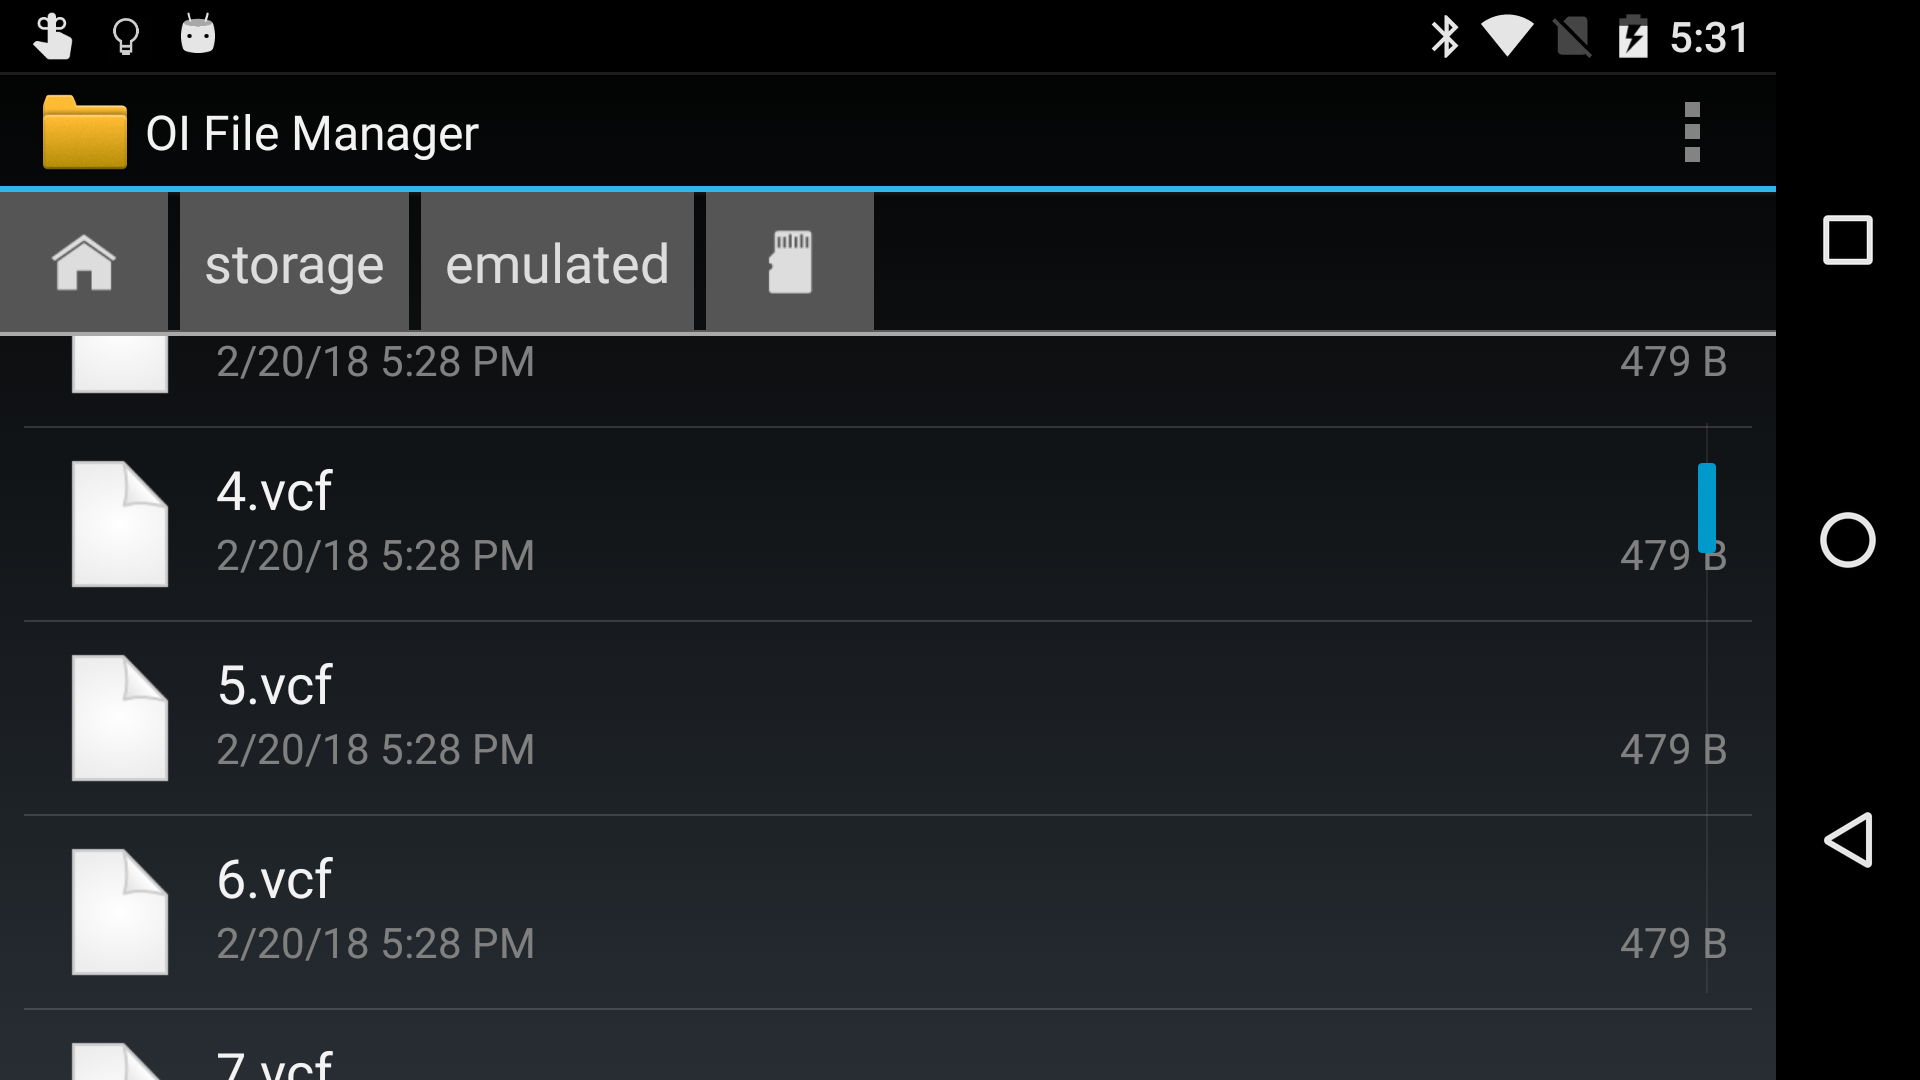 5:31
OI File Manager
storage
emulated
2/20/18 5:28 PM
479 B
4.vcf
2/20/18 5:28 PM
479 B
5.vcf
2/20/18 5:28 PM
479 B
6.vcf
2/20/18 5:28 PM
479 B
7.vcf